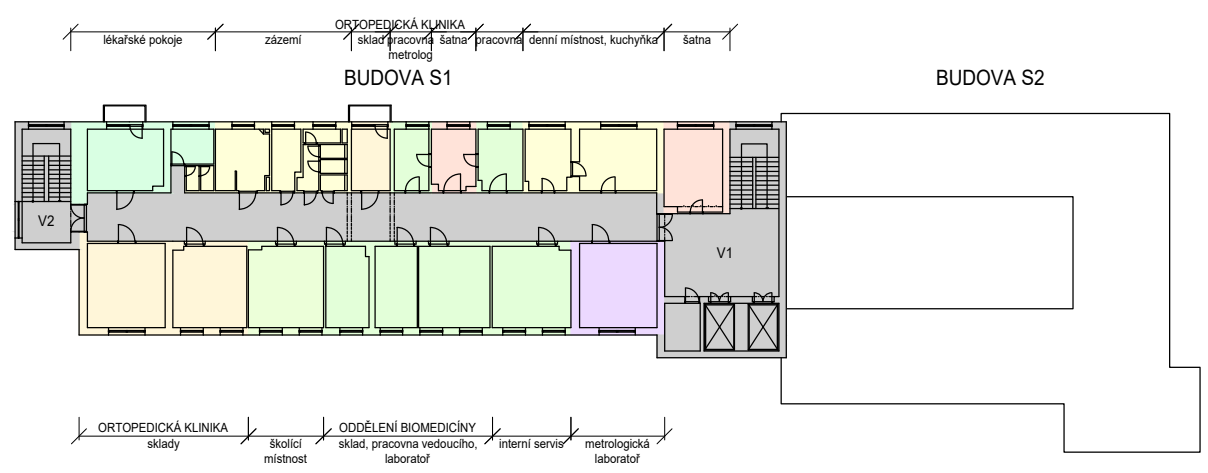 ORTOPEDICKÁ KLINIKA
lékařské pokoje
zázemí
sklad
pracovna
metrolog
šatna
pracovna
denní místnost, kuchyňka
šatna
BUDOVA S1
BUDOVA S2
V2
V1
ORTOPEDICKÁ KLINIKA
sklady
školící
místnost
ODDĚLENÍ BIOMEDICÍNY
sklad, pracovna vedoucího,
laboratoř
interní servis
metrologická
laboratoř